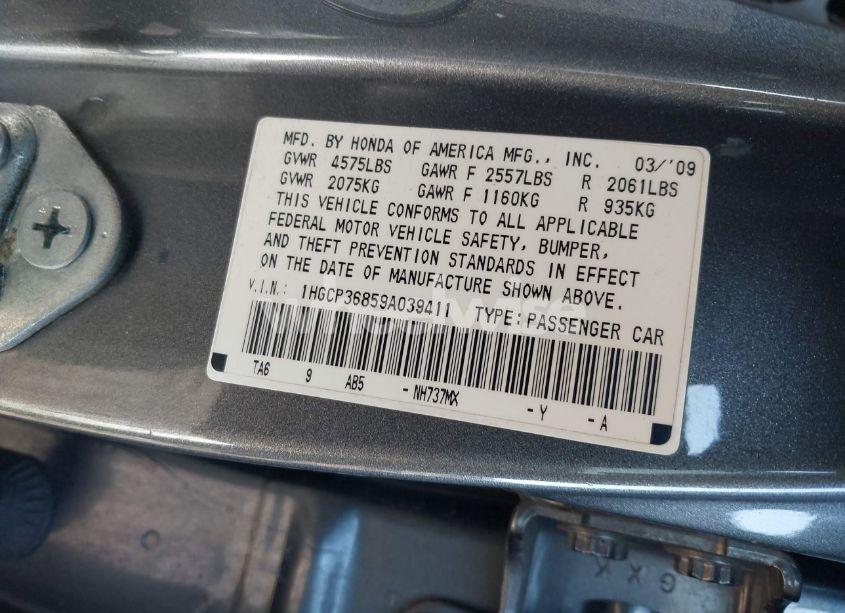 MFD. BY HONDA OF AMERICA MFG., INC. 03/'09
GVWR 4575LBS GAWR F 2557LBS R 2061LBS
GVWR 2075KG GAWR F 1160KG R 935KG
THIS VEHICLE CONFORMS TO ALL APPLICABLE
FEDERAL MOTOR VEHICLE SAFETY, BUMPER,
AND THEFT PREVENTION STANDARDS IN EFFECT
ON THE DATE OF MANUFACTURE SHOWN ABOVE.
V.I.N.: 1HGCP36859A039411 TYPE: PASSENGER CAR
TA6 9 AB5 - NH737MX - Y - A
G X X